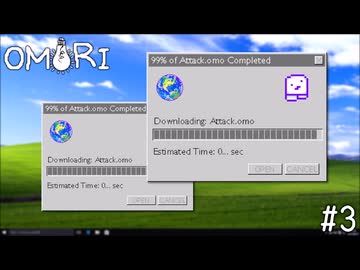 OMORI
99% of Attack.omo Completed
Downloading: Attack.omo
Estimated Time: 0... sec
OPEN
CANCEL
99% of Attack.omo Completed
Downloading: Attack.omo
Estimated Time: 0... sec
OPEN
CANCEL
#3